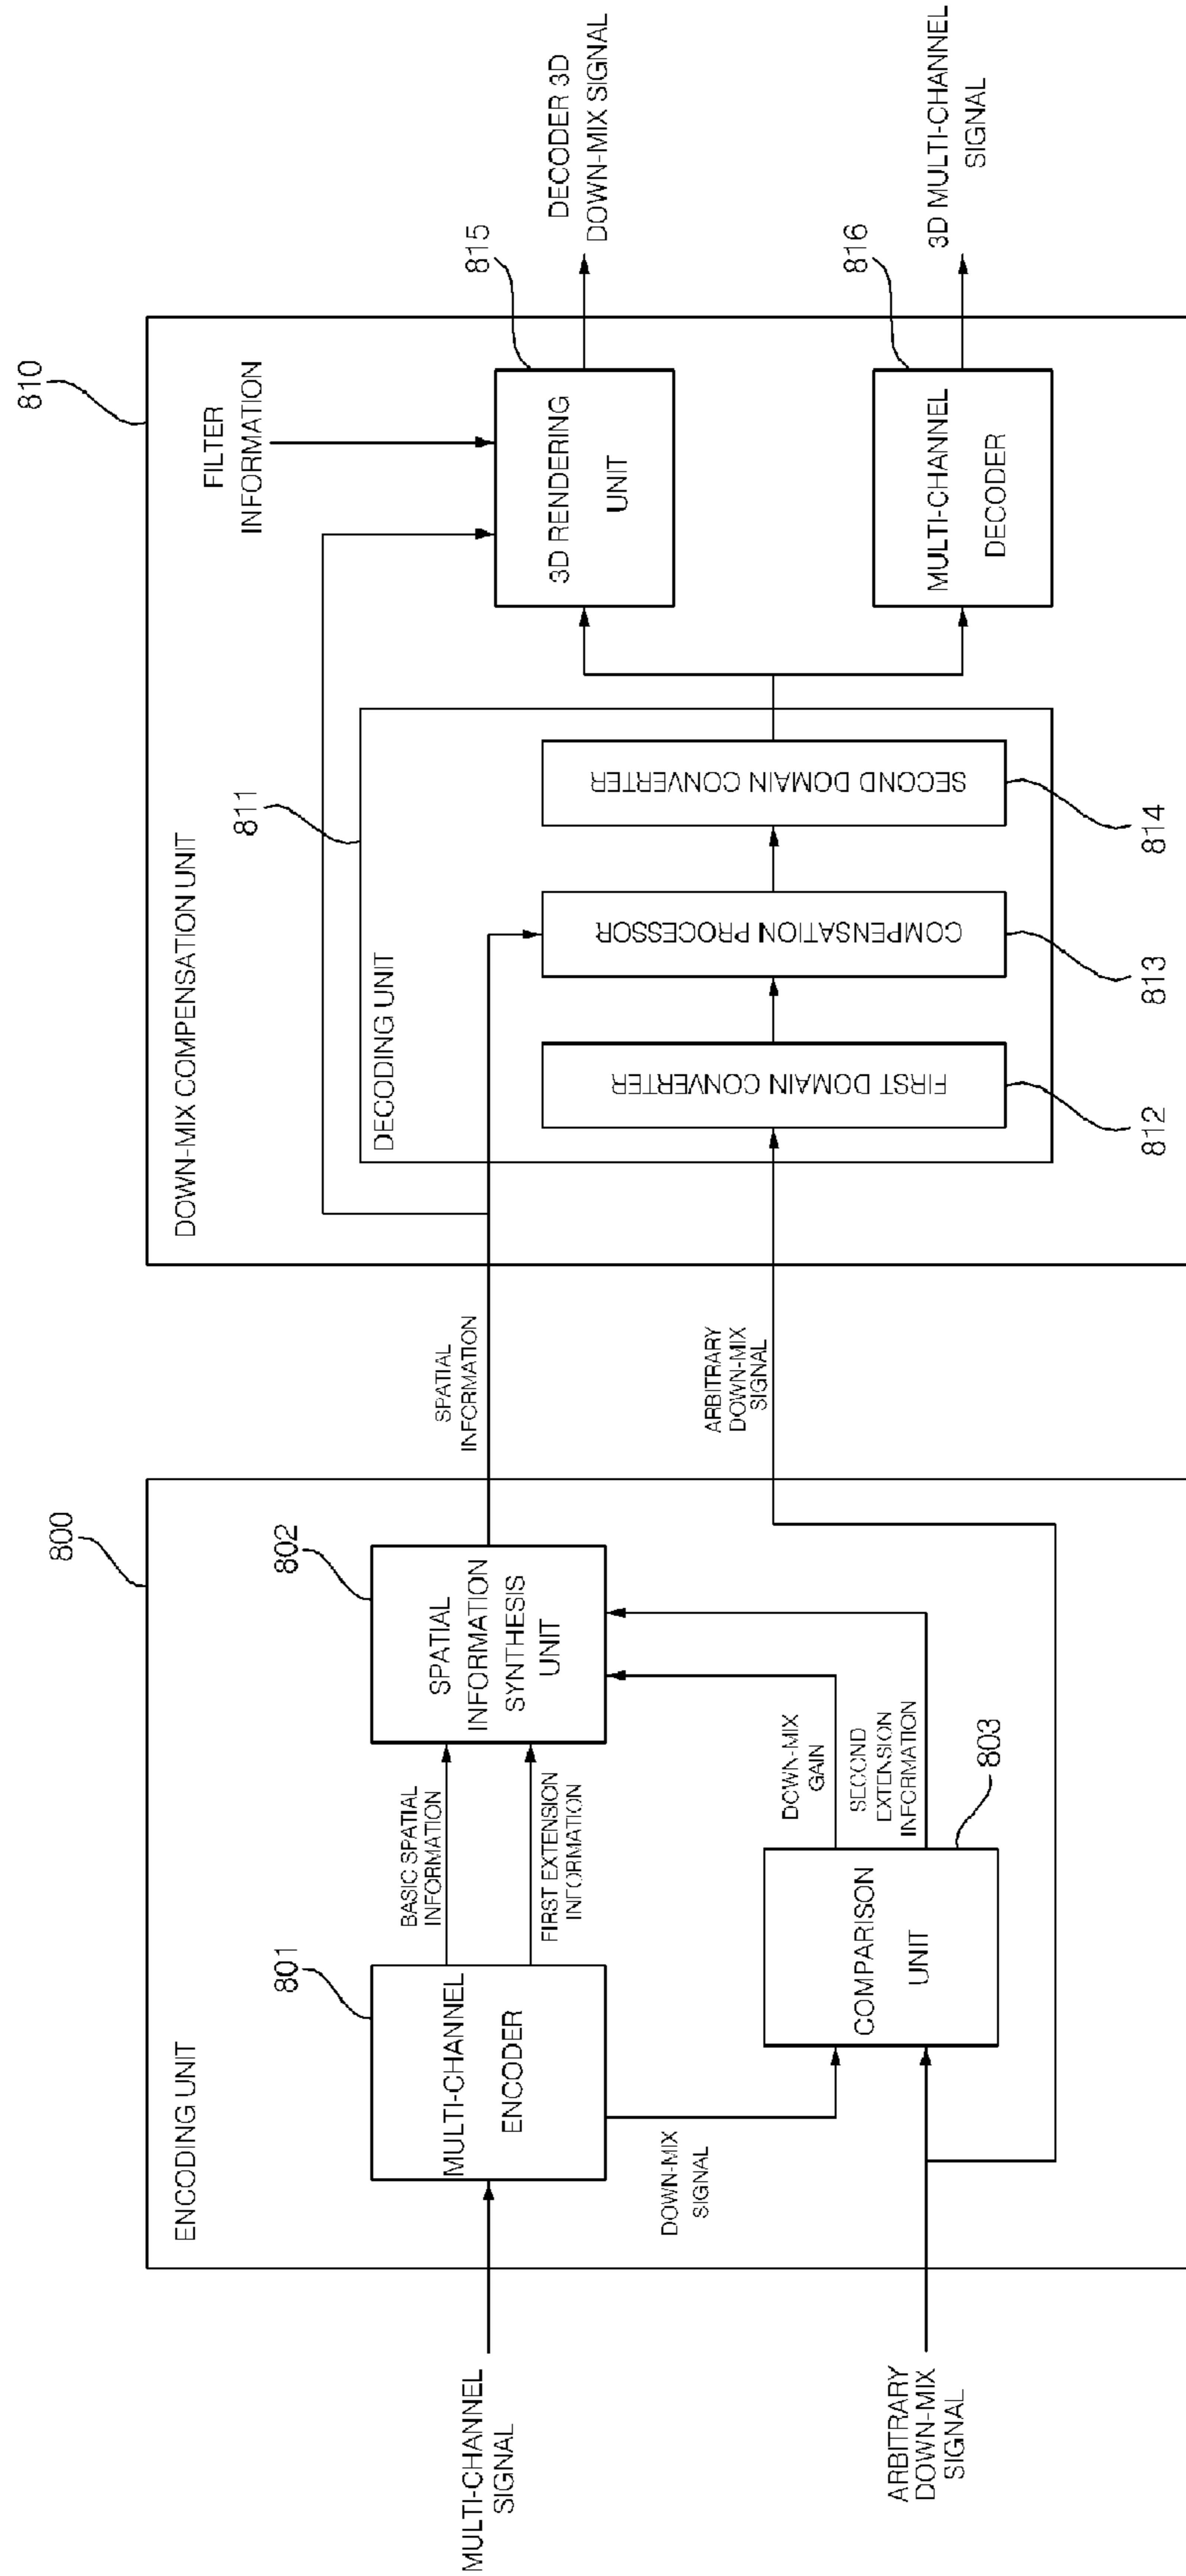 800
ENCODING UNIT
MULTI-CHANNEL
SIGNAL
801
MULTI-CHANNEL
ENCODER
BASIC SPATIAL
INFORMATION
FIRST EXTENSION
INFORMATION
802
SPATIAL
INFORMATION
SYNTHESIS
UNIT
DOWN-MIX
SIGNAL
ARBITRARY
DOWN-MIX
SIGNAL
COMPARISON
UNIT
803
DOWN-MIX
GAIN
SECOND
EXTENSION
INFORMATION
SPATIAL
INFORMATION
ARBITRARY
DOWN-MIX
SIGNAL
810
DOWN-MIX COMPENSATION UNIT
811
DECODING UNIT
FIRST DOMAIN CONVERTER
812
COMPENSATION PROCESSOR
813
SECOND DOMAIN CONVERTER
814
FILTER
INFORMATION
815
3D RENDERING
UNIT
DECODER 3D
DOWN-MIX SIGNAL
816
MULTI-CHANNEL
DECODER
3D MULTI-CHANNEL
SIGNAL